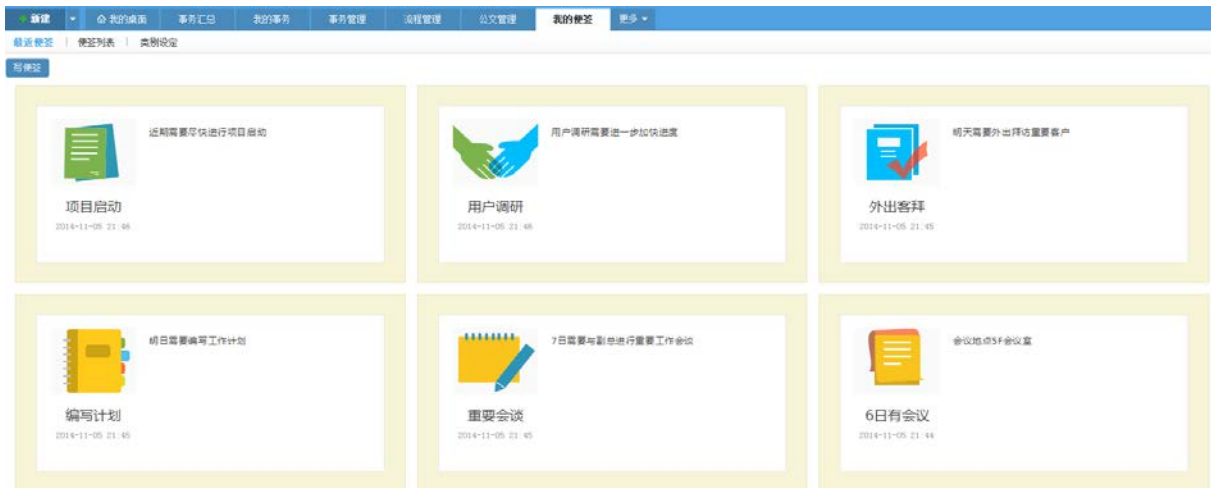 新建 我的桌面 事务汇总 我的事务 事务管理 流程管理 公文管理 我的便签 更多
最近便签 便签列表 类别设定
写便签
近期需要尽快进行项目启动
项目启动
2014-11-05 21:46
用户调研需要进一步加快进度
用户调研
2014-11-05 21:46
明天需要外出拜访重要客户
外出客拜
2014-11-05 21:45
明日需要编写工作计划
编写计划
2014-11-05 21:45
7日需要与副总进行重要工作会谈
重要会谈
2014-11-05 21:45
会议地点5F会议室
6日有会议
2014-11-05 21:44